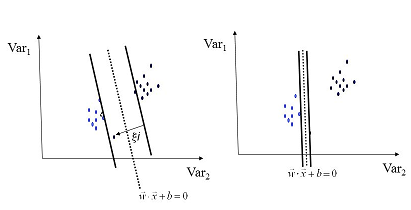 Var₁
ξi
Var₂
w⃗ · x⃗ + b = 0
Var₁
Var₂
w⃗ · x⃗ + b = 0